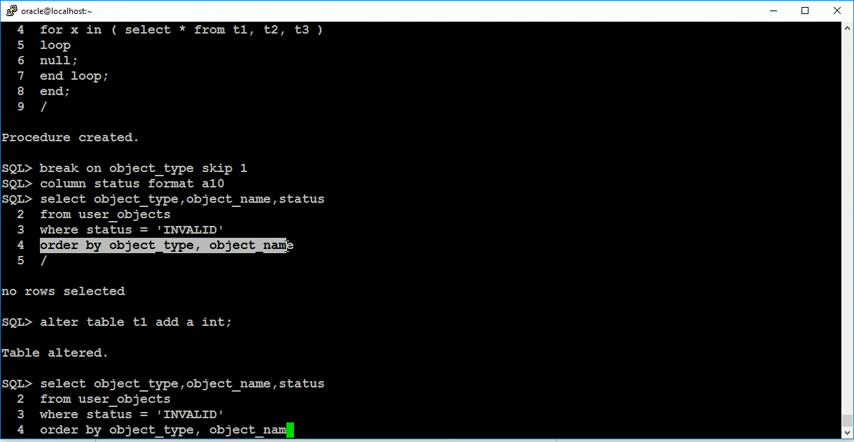 oracle@localhost:~
4 for x in ( select * from t1, t2, t3 )
5 loop
6 null;
7 end loop;
8 end;
9 /
Procedure created.
SQL> break on object_type skip 1
SQL> column status format a10
SQL> select object_type,object_name,status
2 from user_objects
3 where status = 'INVALID'
4 order by object_type, object_name
5 /
no rows selected
SQL> alter table t1 add a int;
Table altered.
SQL> select object_type,object_name,status
2 from user_objects
3 where status = 'INVALID'
4 order by object_type, object_nam